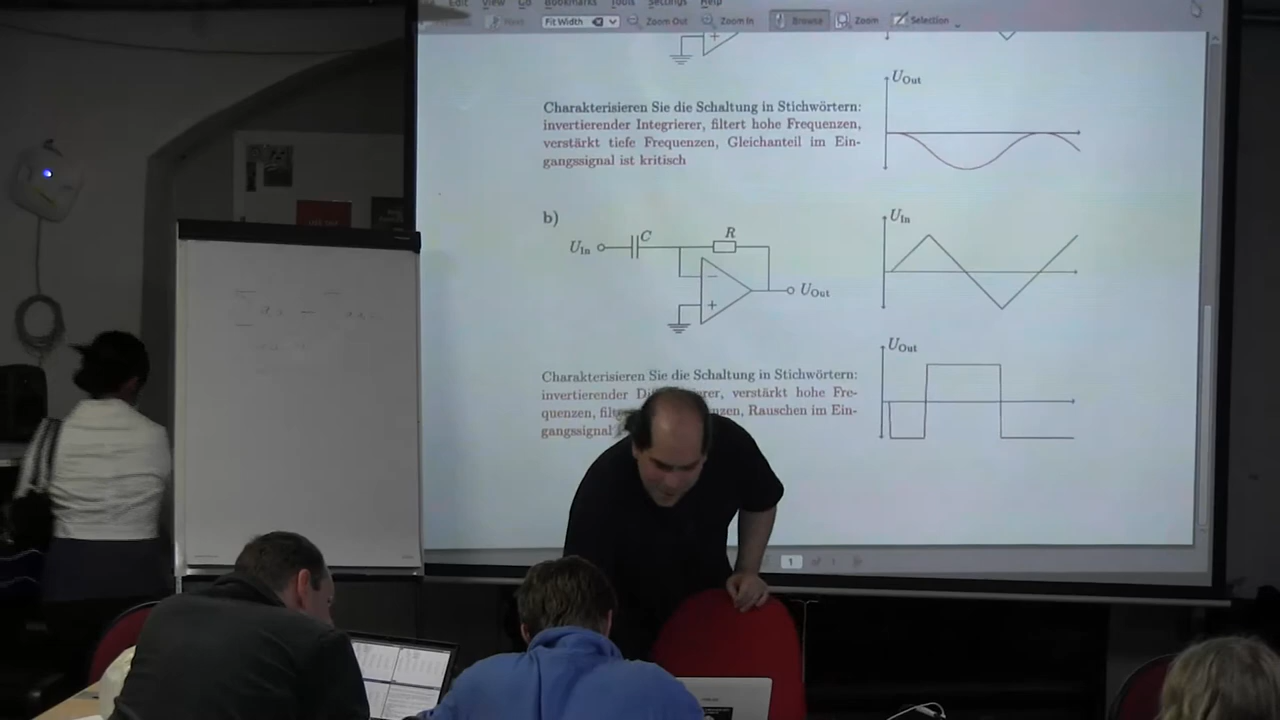 Edit View Go Bookmarks Tools Settings Help
Fit Width Zoom Out Zoom In Browse Zoom Selection
U_Out
Charakterisieren Sie die Schaltung in Stichwörtern:
invertierender Integrierer, filtert hohe Frequenzen,
verstärkt tiefe Frequenzen, Gleichanteil im Ein-
gangssignal ist kritisch
b)
U_In C R
− + U_Out
U_In
U_Out
Charakterisieren Sie die Schaltung in Stichwörtern:
invertierender verstärkt hohe Fre-
quenzen, Rauschen im Ein-
gangssignal
1